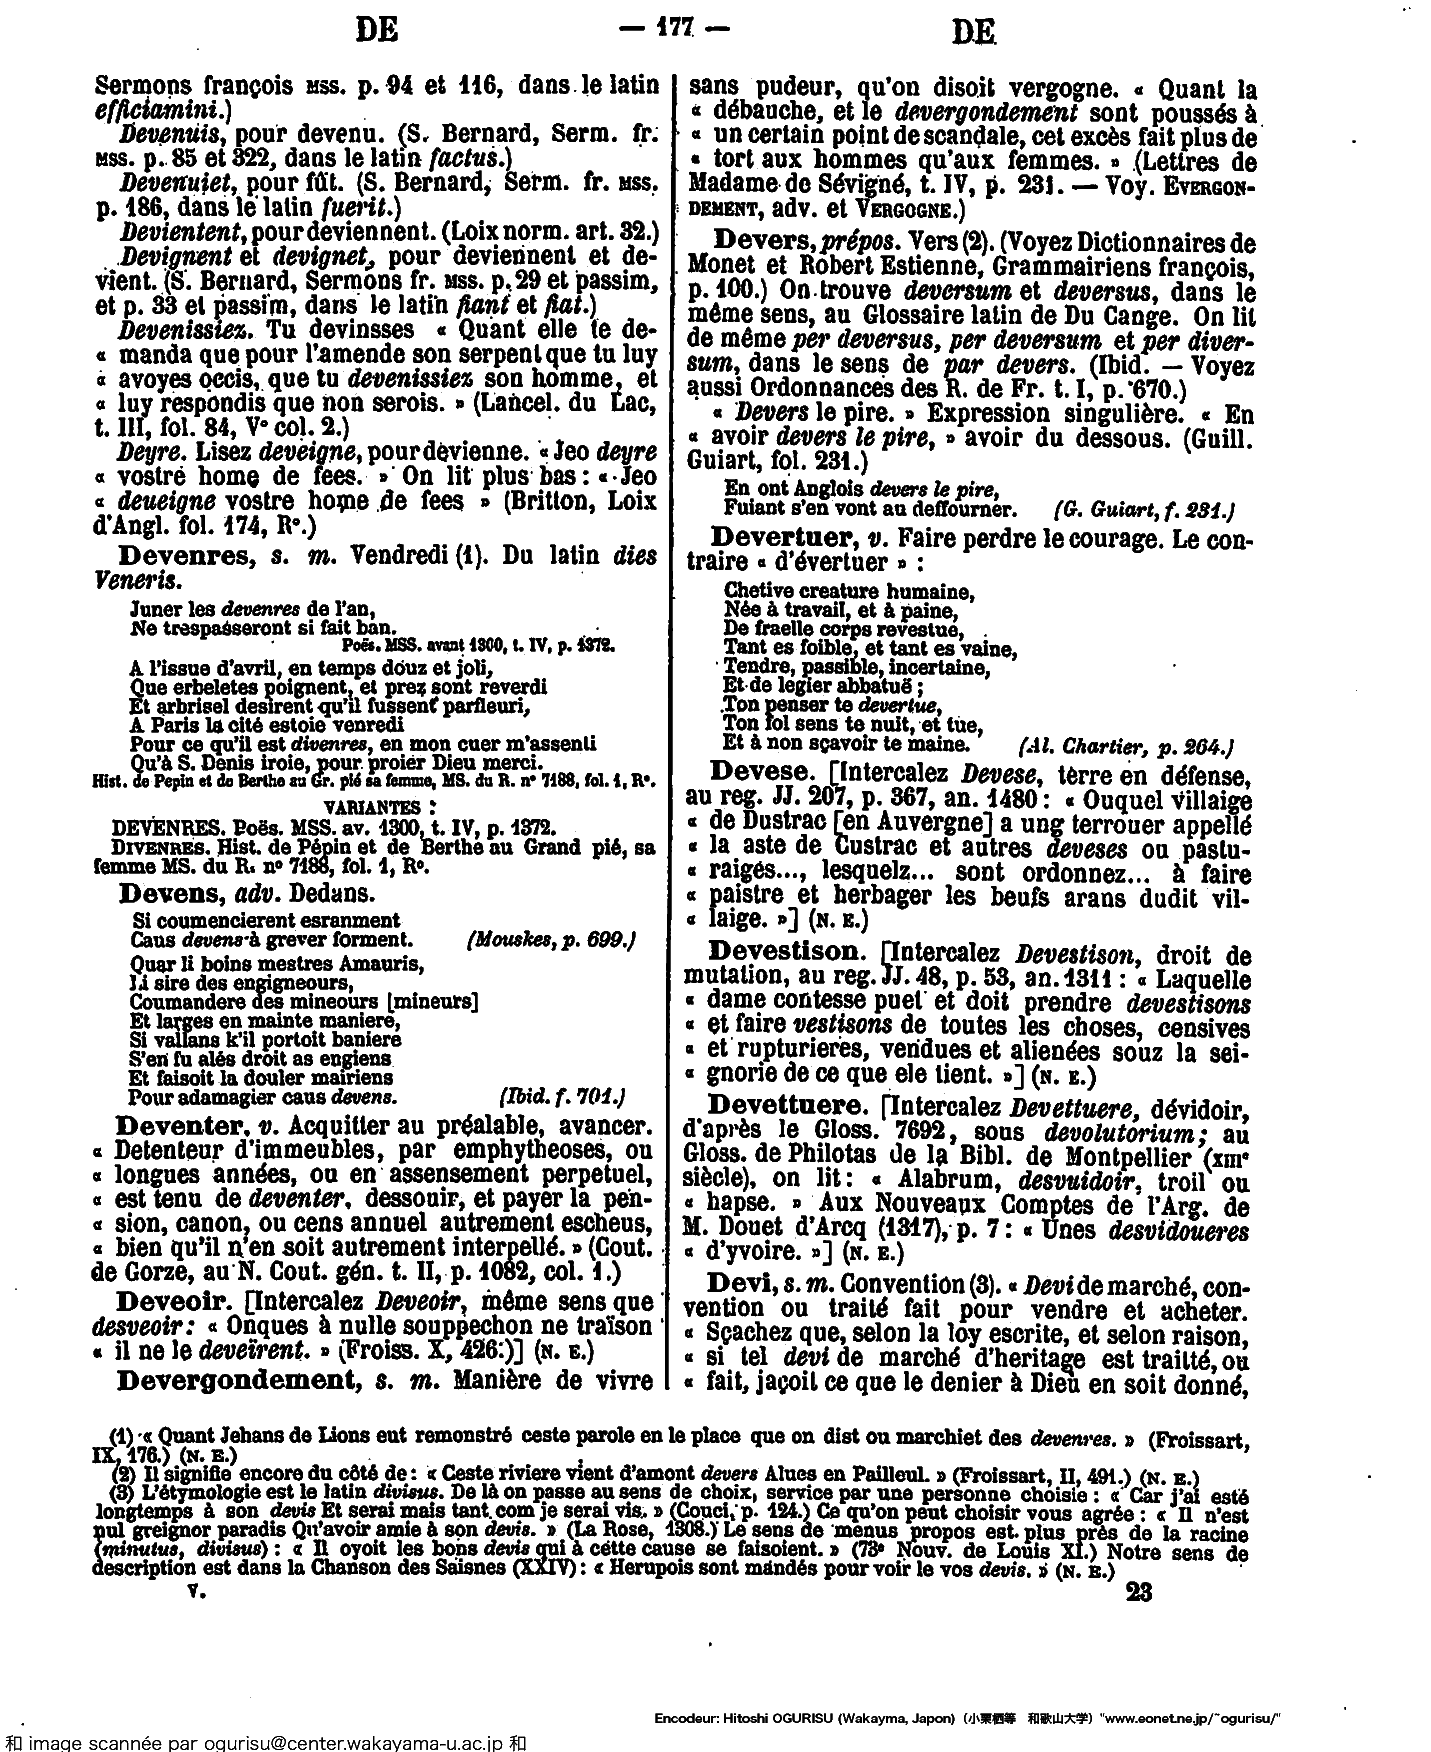 DE — 177 — DE
Sermons françois MSS. p. 94 et 116, dans le latin
efficiamini.)
Devenuis, pour devenu. (S. Bernard, Serm. fr.
MSS. p. 85 et 322, dans le latin factus.)
Devenuiet, pour fût. (S. Bernard, Serm. fr. MSS.
p. 186, dans le latin fuerit.)
Devientent, pour deviennent. (Loix norm. art. 32.)
Devignent et devignet, pour deviennent et de-
vient. (S. Bernard, Sermons fr. MSS. p. 29 et passim,
et p. 33 et passim, dans le latin fiant et fiat.)
Devenissiez. Tu devinsses « Quant elle te de-
« manda que pour l'amende son serpent que tu luy
« avoyes occis, que tu devenissiez son homme, et
« luy respondis que non serois. » (Lancel. du Lac,
t. III, fol. 84, V° col. 2.)
Deyre. Lisez deveigne, pour devienne. « Jeo deyre
« vostre home de fees. » On lit plus bas : « Jeo
« deueigne vostre home de fees » (Britton, Loix
d'Angl. fol. 174, R°.)
Devenres, s. m. Vendredi (1). Du latin dies
Veneris.
Juner les devenres de l'an,
Ne trespasseront si fait ban.
Poës. MSS. avant 1300, t. IV, p. 1372.
A l'issue d'avril, en temps douz et joli,
Que erbeletes poignent, et prez sont reverdi
Et arbrisel desirent qu'il fussent parfleuri,
A Paris la cité estoie venredi
Pour ce qu'il est divenres, en mon cuer m'assenti
Qu'à S. Denis iroie, pour proier Dieu merci.
Hist. de Pepin et de Berthe au Gr. pié sa femme, MS. du R. n° 7188, fol. 1, R°.
VARIANTES :
DEVENRES. Poës. MSS. av. 1300, t. IV, p. 1372.
DIVENRES. Hist. de Pépin et de Berthe au Grand pié, sa
femme MS. du R. n° 7188, fol. 1, R°.
Devens, adv. Dedans.
Si coumencierent esranment
Caus devens à grever forment. (Mouskes, p. 699.)
Quar li boins mestres Amauris,
Li sire des engigneours,
Coumandere des mineours [mineurs]
Et larges en mainte maniere,
Si vallans k'il portoit baniere
S'en fu alés droit as engiens
Et faisoit la douler mairiens
Pour adamagier caus devens. (Ibid. f. 701.)
Deventer, v. Acquitter au préalable, avancer.
« Detenteur d'immeubles, par emphytheoses, ou
« longues années, ou en assensement perpetuel,
« est tenu de deventer, dessouir, et payer la pen-
« sion, canon, ou cens annuel autrement escheus,
« bien qu'il n'en soit autrement interpellé. » (Cout.
de Gorze, au N. Cout. gén. t. II, p. 1082, col. 1.)
Deveoir. [Intercalez Deveoir, même sens que
desveoir : « Onques à nulle souppechon ne traïson
« il ne le deveïrent. » (Froiss. X, 426.)] (N. E.)
Devergondement, s. m. Manière de vivre
sans pudeur, qu'on disoit vergogne. « Quant la
« débauche, et le devergondement sont poussés à
« un certain point de scandale, cet excès fait plus de
« tort aux hommes qu'aux femmes. » (Lettres de
Madame de Sévigné, t. IV, p. 231. — Voy. EVERGON-
DEMENT, adv. et VERGOGNE.)
Devers, prépos. Vers (2). (Voyez Dictionnaires de
Monet et Robert Estienne, Grammairiens françois,
p. 100.) On trouve deversum et deversus, dans le
même sens, au Glossaire latin de Du Cange. On lit
de même per deversus, per deversum et per diver-
sum, dans le sens de par devers. (Ibid. — Voyez
aussi Ordonnances des R. de Fr. t. I, p. 670.)
« Devers le pire. » Expression singulière. « En
« avoir devers le pire, » avoir du dessous. (Guill.
Guiart, fol. 231.)
En ont Anglois devers le pire,
Fuiant s'en vont au deffourner. (G. Guiart, f. 231.)
Devertuer, v. Faire perdre le courage. Le con-
traire « d'évertuer » :
Chetive creature humaine,
Née à travail, et à paine,
De fraelle corps revestue,
Tant es foible, et tant es vaine,
Tendre, passible, incertaine,
Et de legier abbatuë ;
Ton penser te devertue,
Ton fol sens te nuit, et tue,
Et à non sçavoir te maine. (Al. Chartier, p. 264.)
Devese. [Intercalez Devese, terre en défense,
au reg. JJ. 207, p. 367, an. 1480 : « Ouquel villaige
« de Dustrac [en Auvergne] a ung terrouer appellé
« la aste de Custrac et autres deveses ou pastu-
« raiges..., lesquelz... sont ordonnez... à faire
« paistre et herbager les beufs arans dudit vil-
« laige. »] (N. E.)
Devestison. [Intercalez Devestison, droit de
mutation, au reg. JJ. 48, p. 53, an. 1311 : « Laquelle
« dame contesse puet et doit prendre devestisons
« et faire vestisons de toutes les choses, censives
« et rupturieres, vendues et alienées souz la sei-
« gnorie de ce que ele tient. »] (N. E.)
Devettuere. [Intercalez Devettuere, dévidoir,
d'après le Gloss. 7692, sous devolutorium ; au
Gloss. de Philotas de la Bibl. de Montpellier (XIIIe
siècle), on lit : « Alabrum, desvuidoir, troil ou
« hapse. » Aux Nouveaux Comptes de l'Arg. de
M. Douet d'Arcq (1317), p. 7 : « Unes desvidoueres
« d'yvoire. »] (N. E.)
Devi, s. m. Convention (3). « Devi de marché, con-
vention ou traité fait pour vendre et acheter.
« Sçachez que, selon la loy escrite, et selon raison,
« si tel devi de marché d'heritage est traitté, ou
« fait, jaçoit ce que le denier à Dieu en soit donné,
(1) « Quant Jehans de Lions eut remonstré ceste parole en le place que on dist ou marchiet des devenres. » (Froissart,
IX, 176.) (N. E.)
(2) Il signifie encore du côté de : « Ceste riviere vient d'amont devers Alues en Pailleul. » (Froissart, II, 491.) (N. E.)
(3) L'étymologie est le latin divisus. De là on passe au sens de choix, service par une personne choisie : « Car j'ai esté
longtemps à son devis Et serai mais tant com je serai vis. » (Couci, p. 124.) Ce qu'on peut choisir vous agrée : « Il n'est
nul greignor paradis Qu'avoir amie à son devis. » (La Rose, 1308.) Le sens de menus propos est plus près de la racine
(minutus, divisus) : « Il oyoit les bons devis qui à cette cause se faisoient. » (73e Nouv. de Louis XI.) Notre sens de
description est dans la Chanson des Saisnes (XXIV) : « Herupois sont mandés pour voir le vos devis. » (N. E.)
V. 23
Encodeur: Hitoshi OGURISU (Wakayma, Japon) (小栗栖等 和歌山大学) "www.eonet.ne.jp/~ogurisu/"
和 image scannée par ogurisu@center.wakayama-u.ac.jp 和